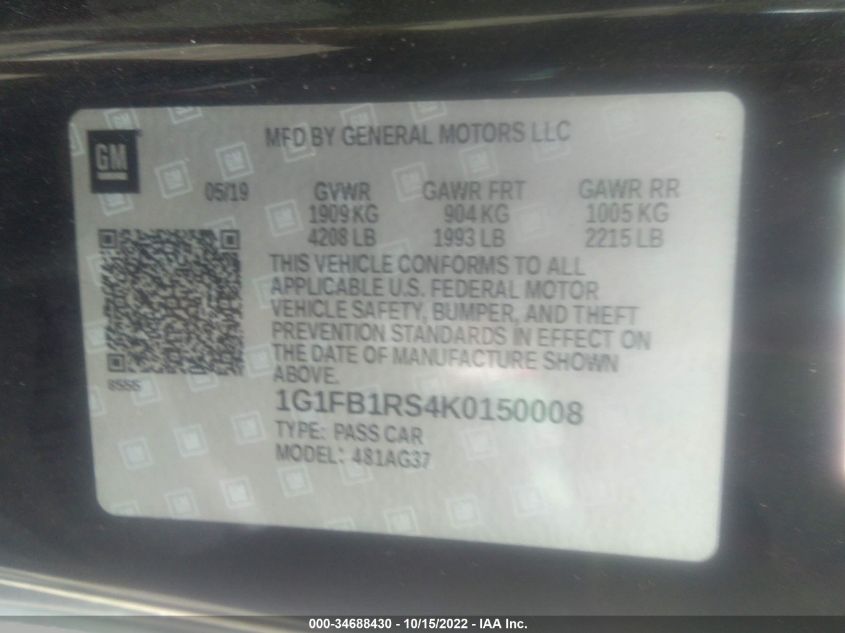 MFD BY GENERAL MOTORS LLC
GM
05/19 GVWR GAWR FRT GAWR RR
1909 KG 904 KG 1005 KG
4208 LB 1993 LB 2215 LB
THIS VEHICLE CONFORMS TO ALL
APPLICABLE U.S. FEDERAL MOTOR
VEHICLE SAFETY, BUMPER, AND THEFT
PREVENTION STANDARDS IN EFFECT ON
THE DATE OF MANUFACTURE SHOWN
ABOVE.
8555
1G1FB1RS4K0150008
TYPE: PASS CAR
MODEL: 481AG37
000-34688430 - 10/15/2022 - IAA Inc.